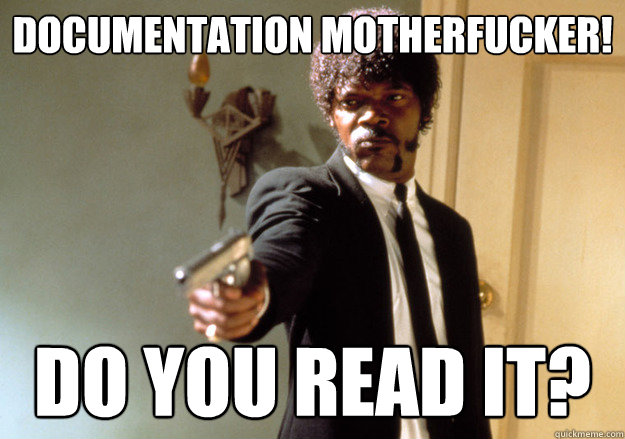 DOCUMENTATION MOTHERFUCKER!
DO YOU READ IT?
quickmeme.com